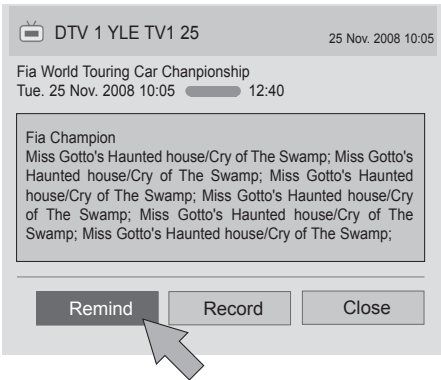 DTV 1 YLE TV1 25
25 Nov. 2008 10:05
Fia World Touring Car Chanpionship
Tue. 25 Nov. 2008 10:05 12:40
Fia Champion
Miss Gotto's Haunted house/Cry of The Swamp; Miss Gotto's
Haunted house/Cry of The Swamp; Miss Gotto's Haunted
house/Cry of The Swamp; Miss Gotto's Haunted house/Cry
of The Swamp; Miss Gotto's Haunted house/Cry of The
Swamp; Miss Gotto's Haunted house/Cry of The Swamp;
Remind
Record
Close